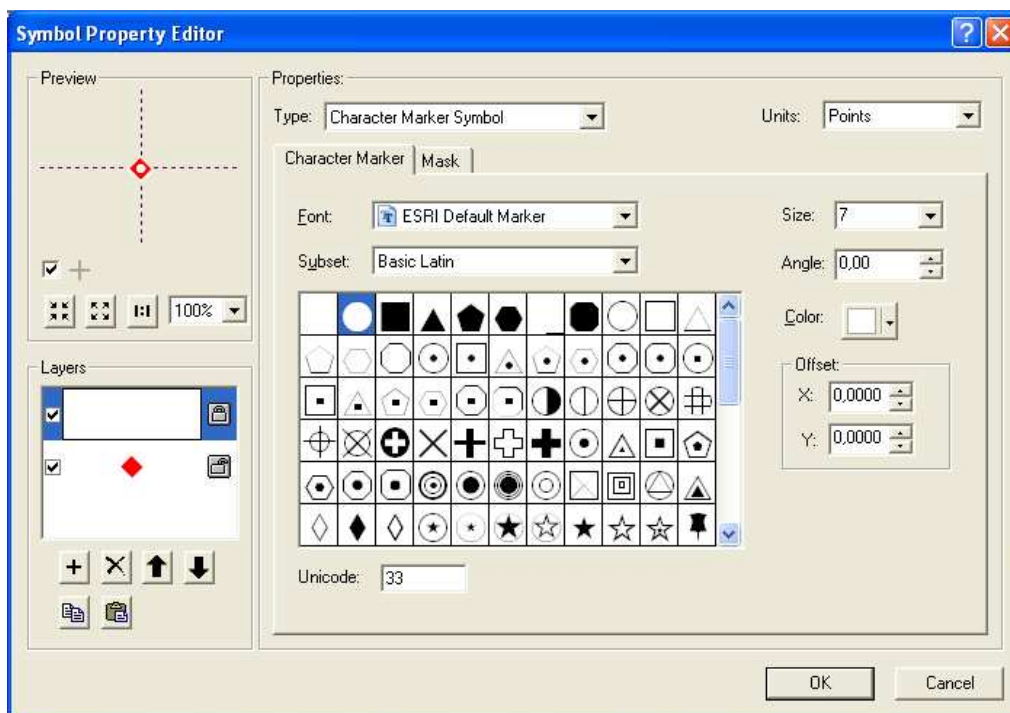 Symbol Property Editor
Preview
Properties:
Type: Character Marker Symbol
Units: Points
Character Marker
Mask
Font: ESRI Default Marker
Size: 7
Subset: Basic Latin
Angle: 0,00
1:1
100%
Color:
Layers
Offset:
X: 0,0000
Y: 0,0000
Unicode: 33
OK
Cancel